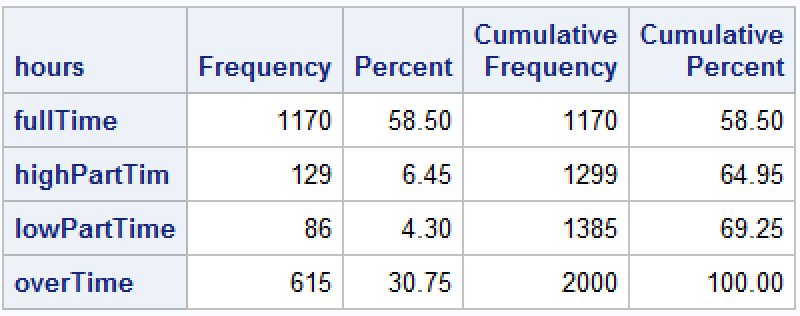 hours Frequency Percent Cumulative Frequency Cumulative Percent
fullTime 1170 58.50 1170 58.50
highPartTim 129 6.45 1299 64.95
lowPartTime 86 4.30 1385 69.25
overTime 615 30.75 2000 100.00